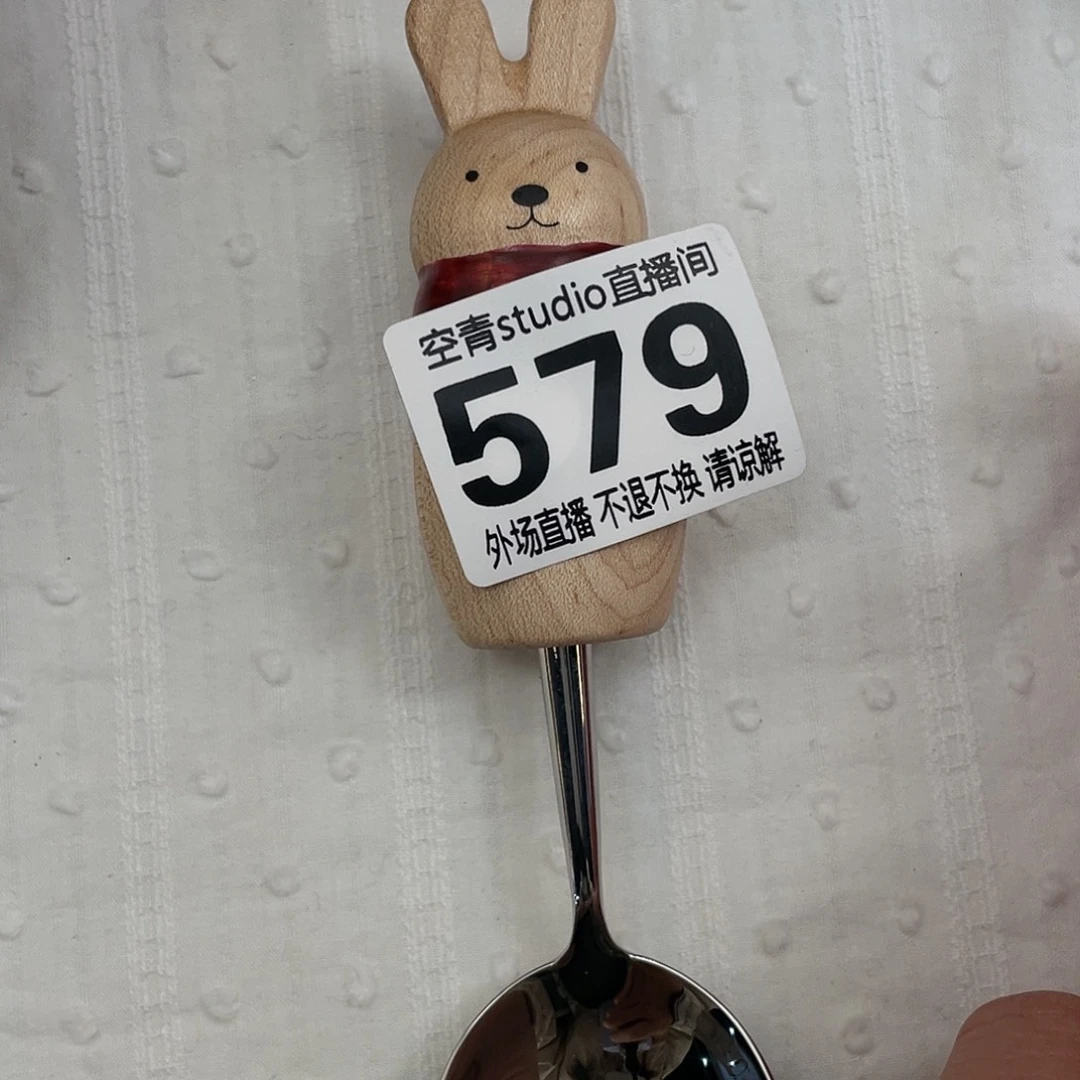 空青studio直播间
579
外场直播 不退不换 请谅解